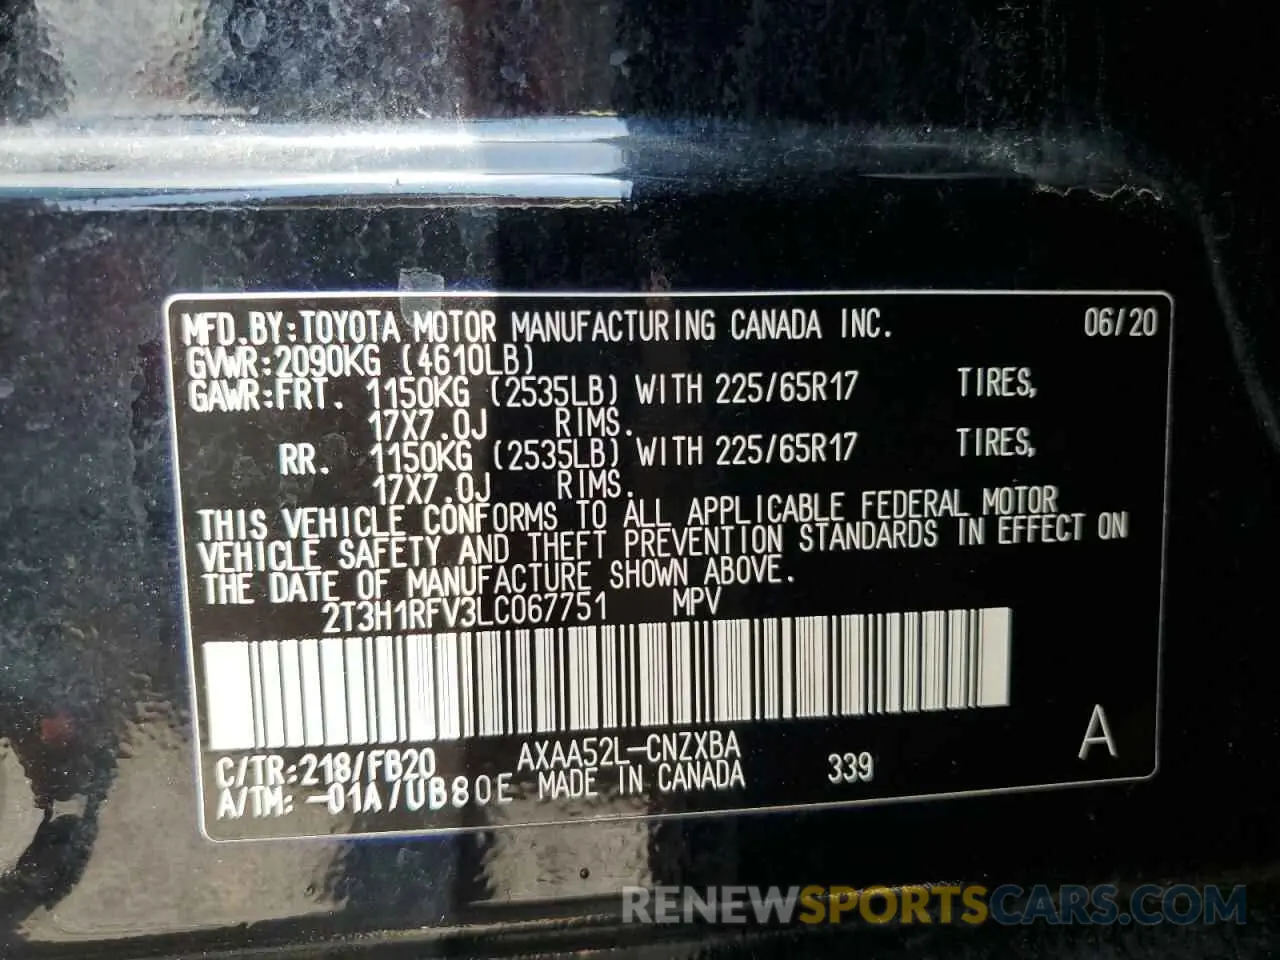 MFD.BY:TOYOTA MOTOR MANUFACTURING CANADA INC. 06/20
GVWR:2090KG (4610LB)
GAWR:FRT. 1150KG (2535LB) WITH 225/65R17 TIRES,
17X7.0J RIMS.
RR. 1150KG (2535LB) WITH 225/65R17 TIRES,
17X7.0J RIMS.
THIS VEHICLE CONFORMS TO ALL APPLICABLE FEDERAL MOTOR
VEHICLE SAFETY AND THEFT PREVENTION STANDARDS IN EFFECT ON
THE DATE OF MANUFACTURE SHOWN ABOVE.
2T3H1RFV3LC067751 MPV
C/TR:218/FB20 AXAA52L-CNZXBA 339 A
A/TM: -01A/UB80E MADE IN CANADA
RENEWSPORTSCARS.COM